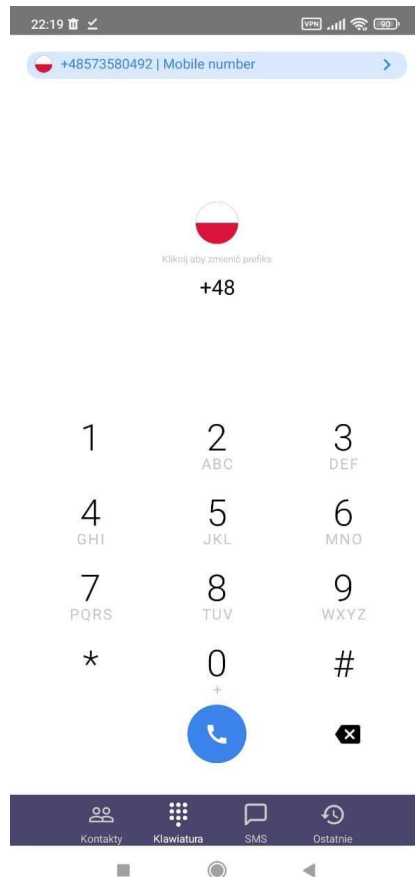 22:19 VPN 90
+48573580492 | Mobile number
Kliknij aby zmienić prefiks
+48
1 2 3
ABC DEF
4 5 6
GHI JKL MNO
7 8 9
PQRS TUV WXYZ
* 0 #
+
Kontakty Klawiatura SMS Ostatnie